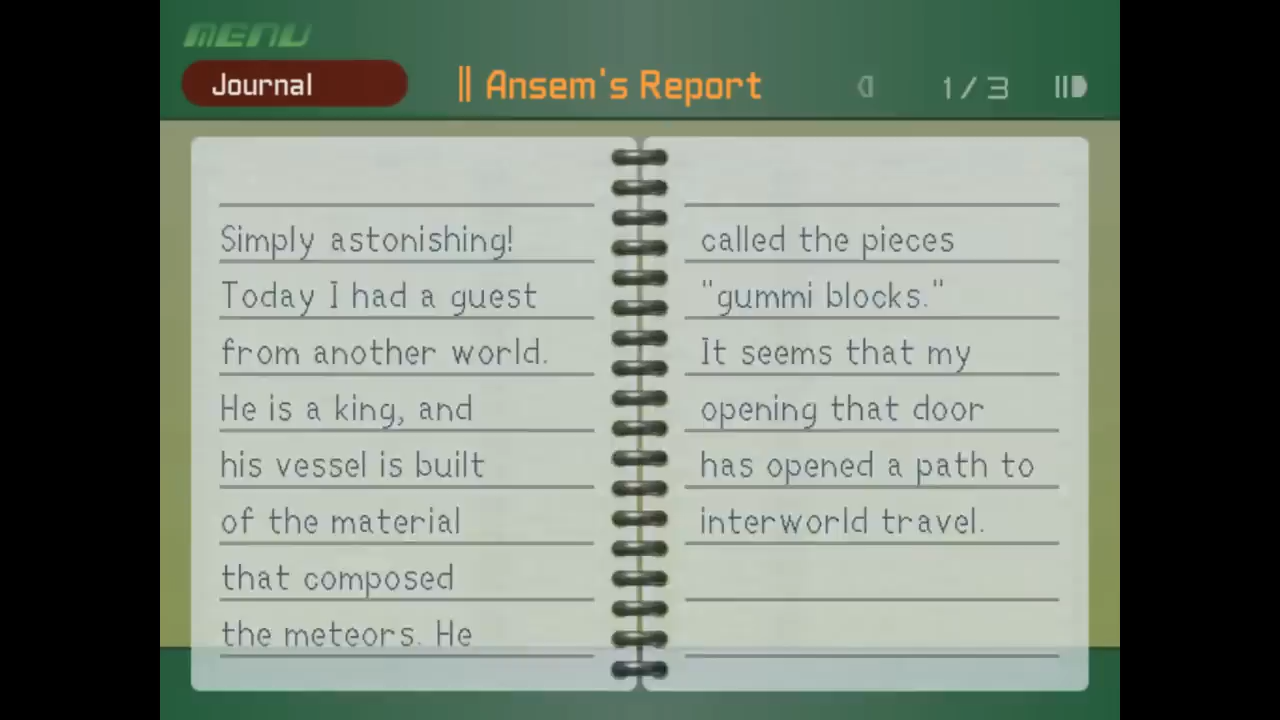 MENU
Journal
Ansem's Report
1/3
Simply astonishing!
Today I had a guest
from another world.
He is a king, and
his vessel is built
of the material
that composed
the meteors. He
called the pieces
"gummi blocks."
It seems that my
opening that door
has opened a path to
interworld travel.